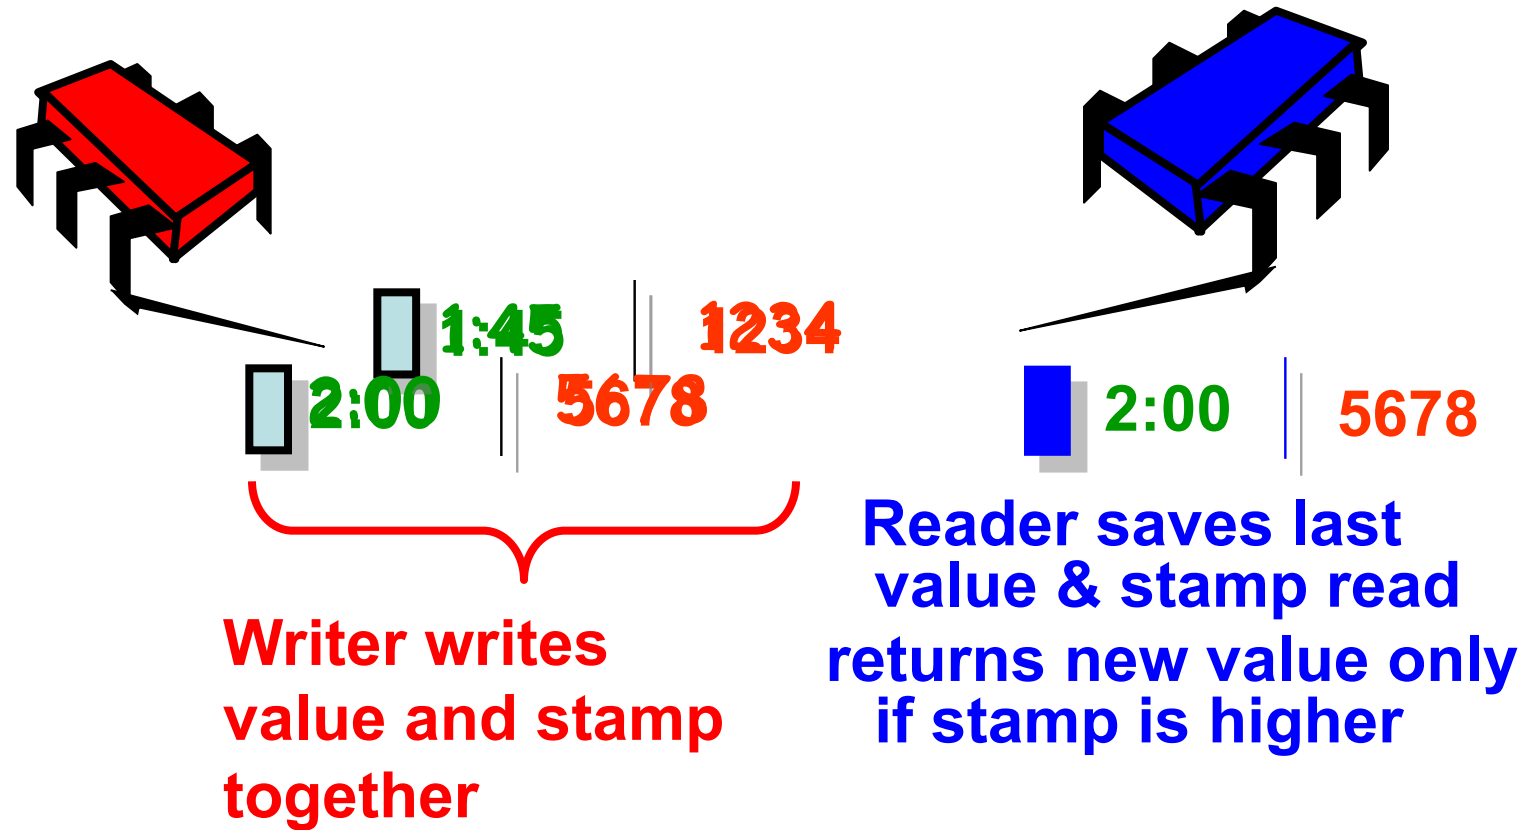 1:45 1234
2:00 5678
2:00 5678
Writer writes
value and stamp
together
Reader saves last
value & stamp read
returns new value only
if stamp is higher